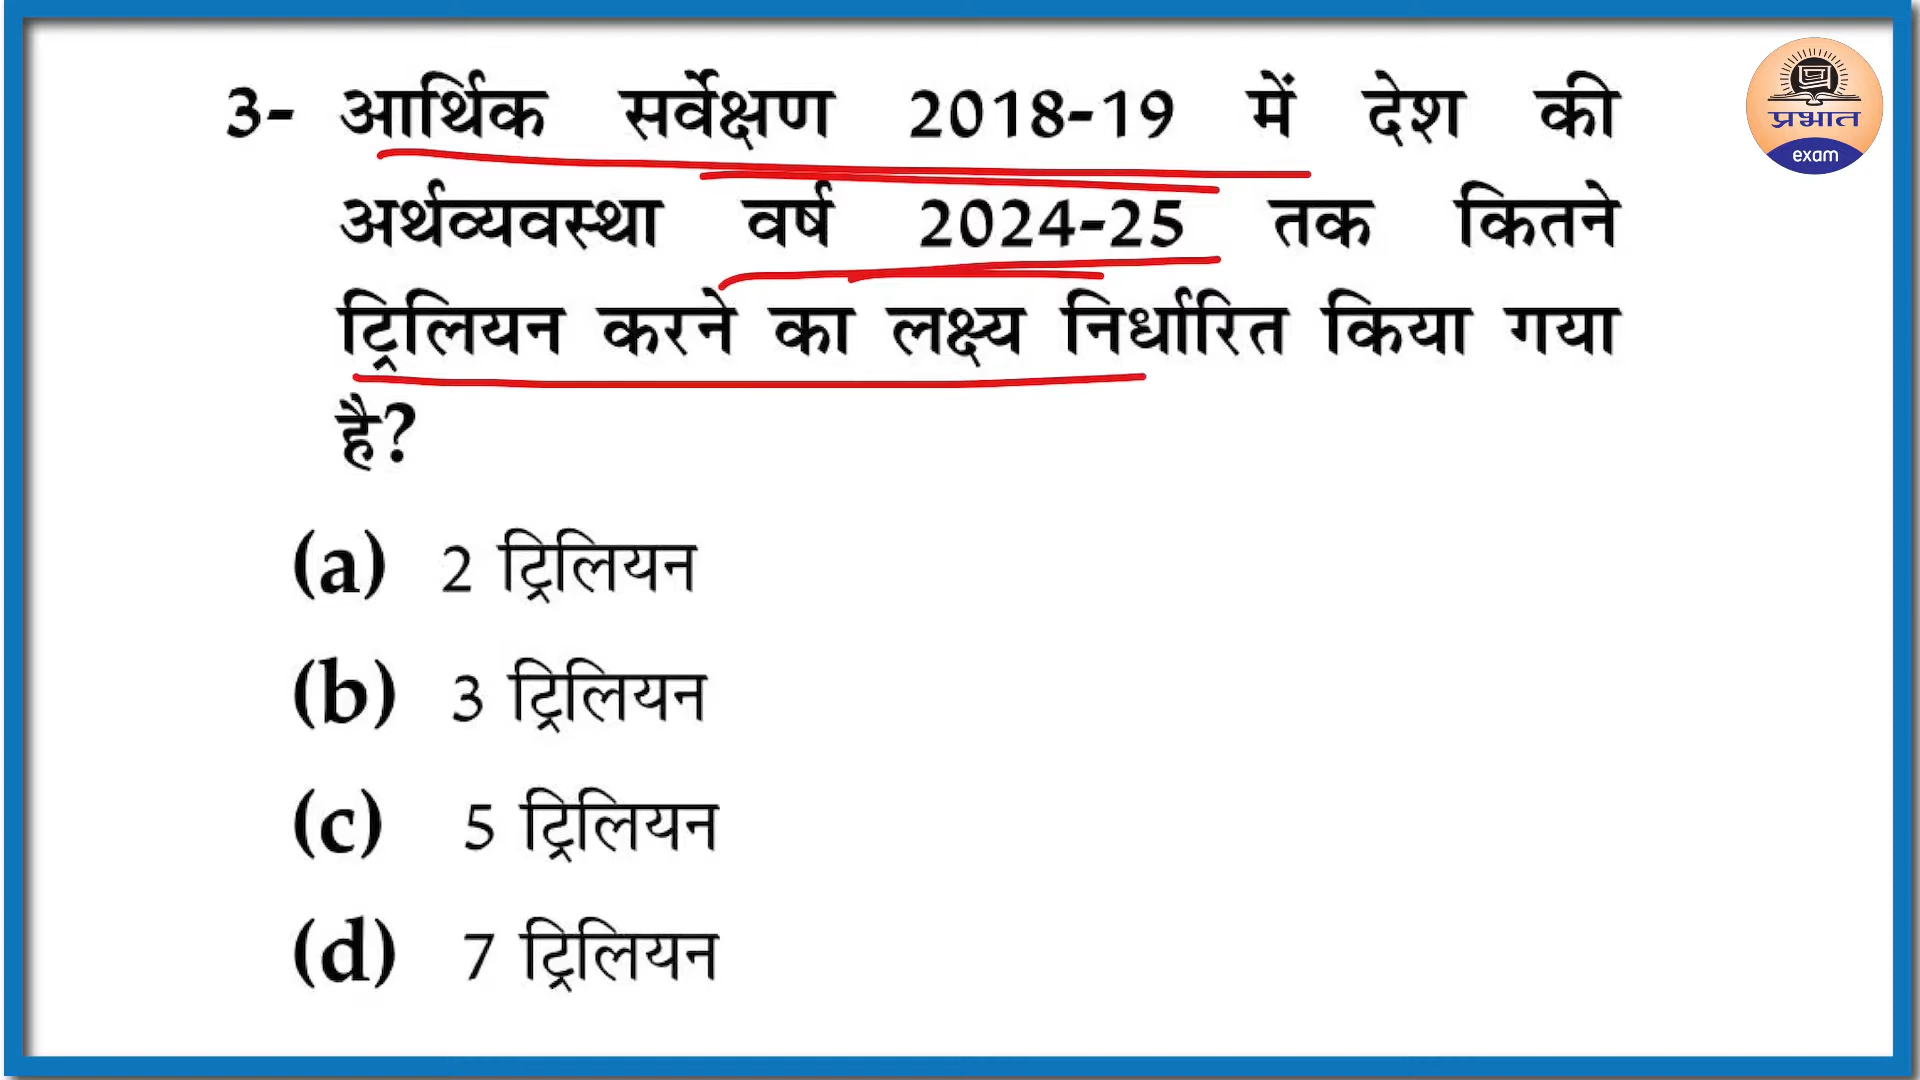 3- आर्थिक सर्वेक्षण 2018-19 में देश की
अर्थव्यवस्था वर्ष 2024-25 तक कितने
ट्रिलियन करने का लक्ष्य निर्धारित किया गया
है?
(a) 2 ट्रिलियन
(b) 3 ट्रिलियन
(c) 5 ट्रिलियन
(d) 7 ट्रिलियन
प्रभात
exam